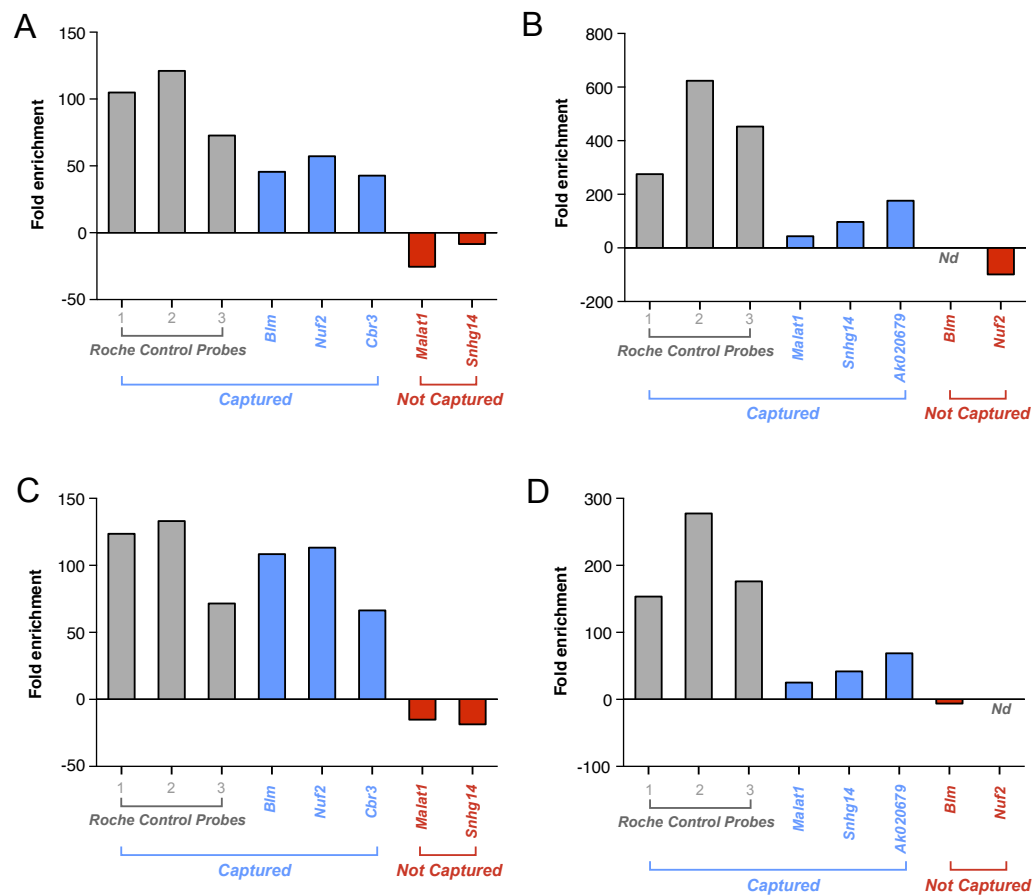 A
Fold enrichment
150
100
50
0
-50
1 2 3 Blm Nuf2 Cbr3 Malat1 Snhg14
Roche Control Probes
Captured Not Captured
B
Fold enrichment
800
600
400
200
0
-200
Nd
1 2 3 Malat1 Snhg14 Ak020679 Blm Nuf2
Roche Control Probes
Captured Not Captured
C
Fold enrichment
150
100
50
0
-50
1 2 3 Blm Nuf2 Cbr3 Malat1 Snhg14
Roche Control Probes
Captured Not Captured
D
Fold enrichment
300
200
100
0
-100
Nd
1 2 3 Malat1 Snhg14 Ak020679 Blm Nuf2
Roche Control Probes
Captured Not Captured